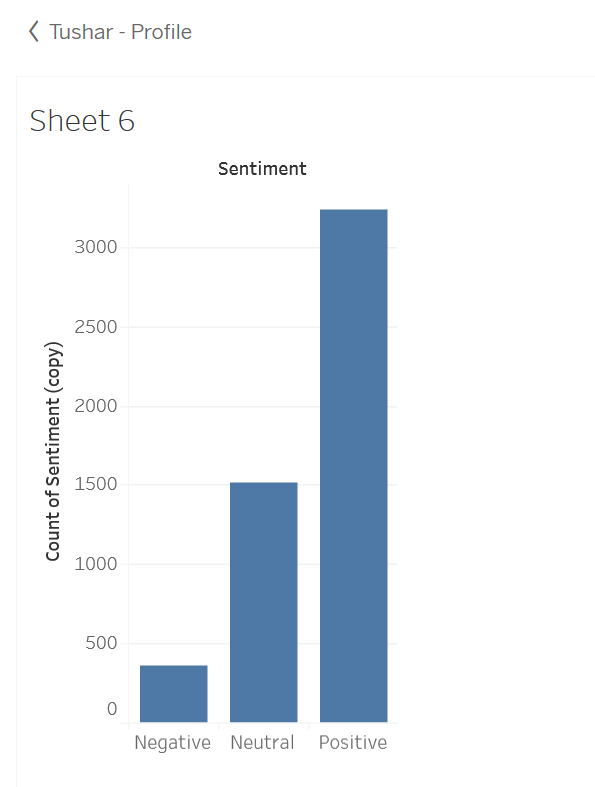 Tushar - Profile
Sheet 6
Sentiment
Count of Sentiment (copy)
3000
2500
2000
1500
1000
500
0
Negative Neutral Positive